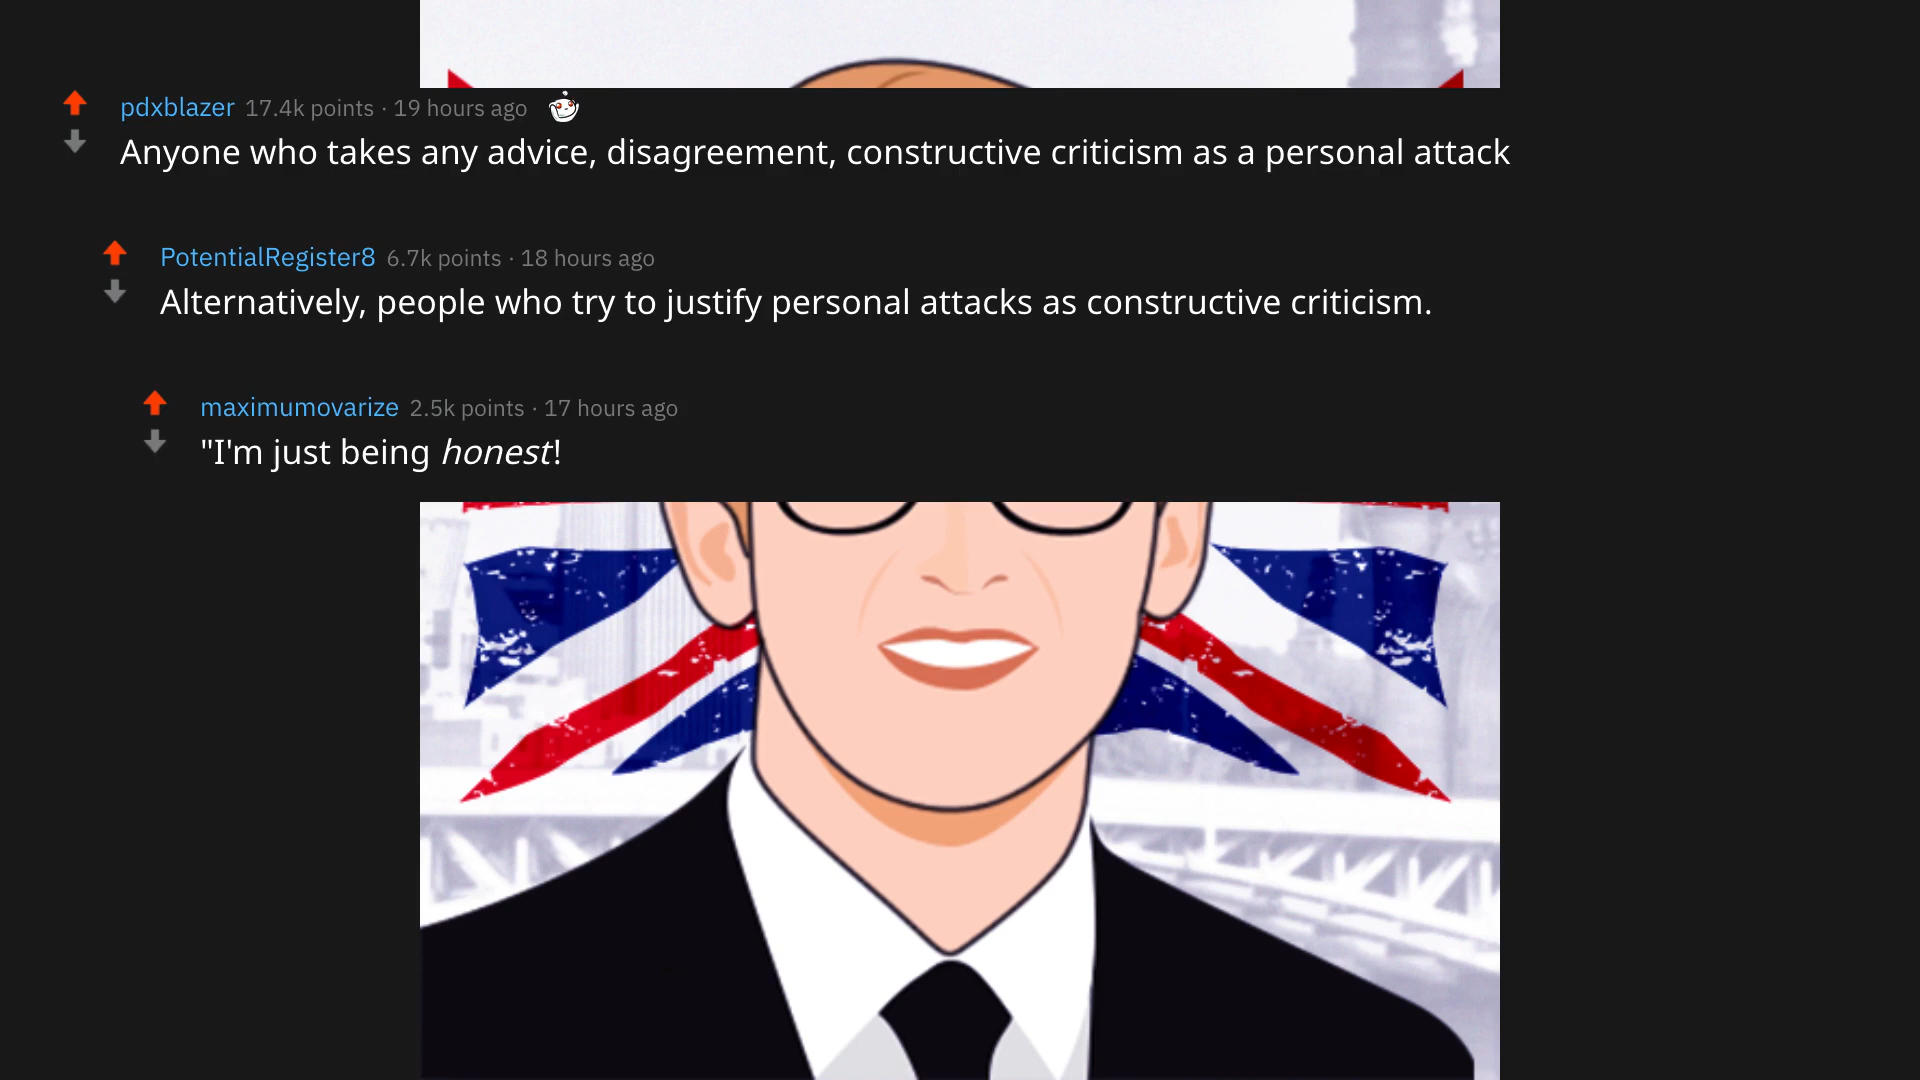 pdxblazer 17.4k points · 19 hours ago
Anyone who takes any advice, disagreement, constructive criticism as a personal attack
PotentialRegister8 6.7k points · 18 hours ago
Alternatively, people who try to justify personal attacks as constructive criticism.
maximumovarize 2.5k points · 17 hours ago
"I'm just being honest!